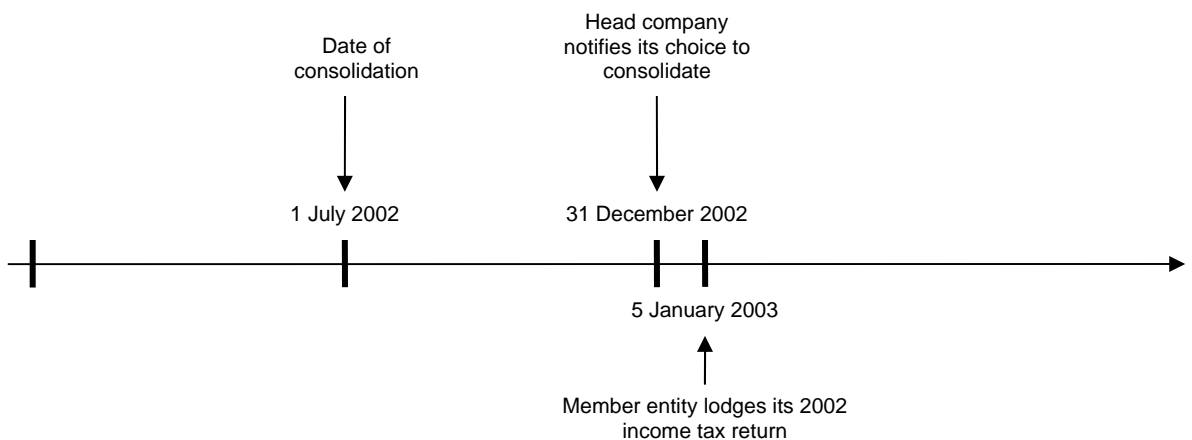 Head company
notifies its choice to
consolidate
Date of
consolidation
1 July 2002
31 December 2002
5 January 2003
Member entity lodges its 2002
income tax return